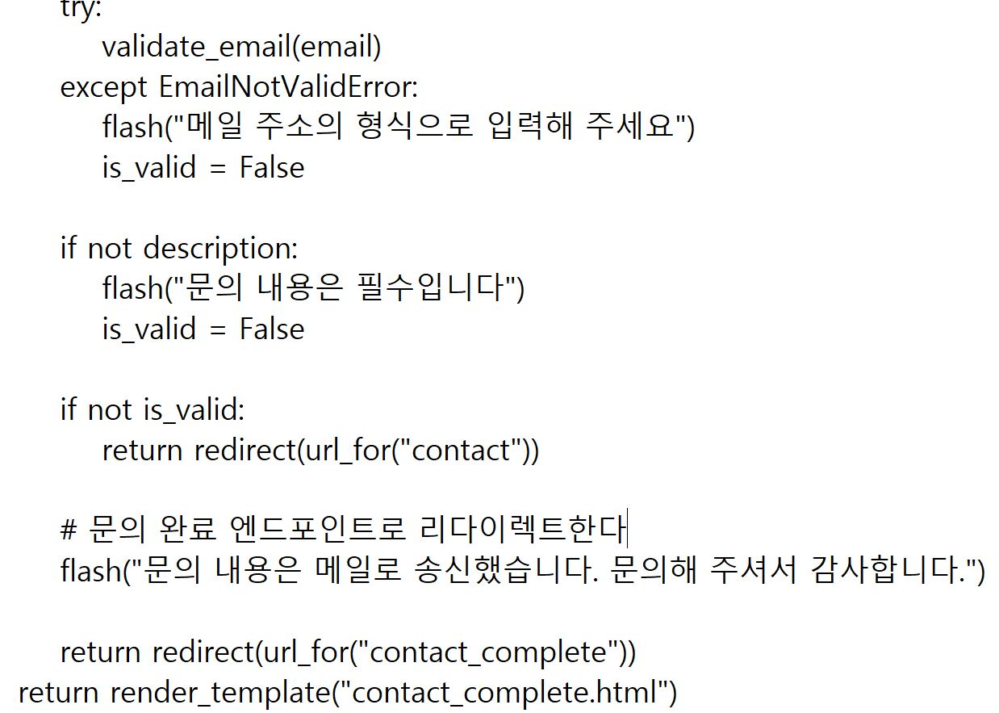 try:
validate_email(email)
except EmailNotValidError:
flash("메일 주소의 형식으로 입력해 주세요")
is_valid = False
if not description:
flash("문의 내용은 필수입니다")
is_valid = False
if not is_valid:
return redirect(url_for("contact"))
# 문의 완료 엔드포인트로 리다이렉트한다
flash("문의 내용은 메일로 송신했습니다. 문의해 주셔서 감사합니다.")
return redirect(url_for("contact_complete"))
return render_template("contact_complete.html")